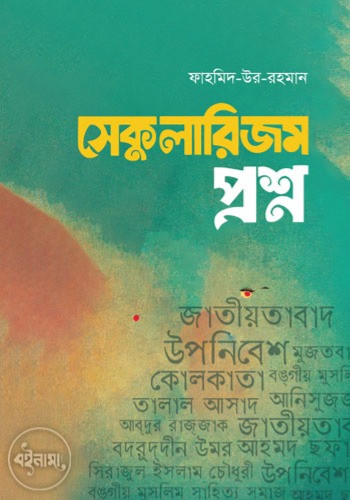 ফাহমিদ-উর-রহমান
সেকুলারিজম
প্রশ্ন
জাতীয়তাবাদ
উপনিবেশ মুজতবা
কোলকাতা বঙ্গীয় মুসলি
তালাল আসাদ আনিসুজ্জ
আবদুর রাজ্জাক জাতীয়তা
বদরুদ্দীন উমর আহমদ ছফা
সিরাজুল ইসলাম চৌধুরী উপনিবেশ
বঙ্গীয় মুসলিম সাহিত্য সমাজ
বইনামা